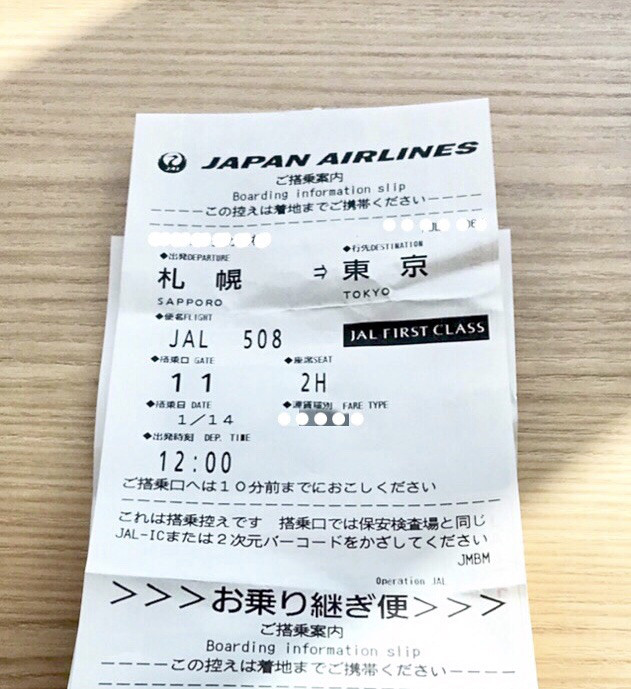 JAL
JAPAN AIRLINES
ご搭乗案内
Boarding information slip
-----この控えは着地までご携帯ください-----
◆出発DEPARTURE ◆行先DESTINATION
札 幌 ⇒ 東 京
SAPPORO TOKYO
◆便名FLIGHT
JAL 508 JAL FIRST CLASS
◆搭乗口 GATE ◆座席SEAT
11 2H
◆搭乗日 DATE ◆運賃種別 FARE TYPE
1/14
◆出発時刻 DEP. TIME
12:00
ご搭乗口へは10分前までにおこしください
これは搭乗控えです 搭乗口では保安検査場と同じ
JAL-ICまたは2次元バーコードをかざしてください
JMBM
Operation JAL
>>>お乗り継ぎ便>>>
ご搭乗案内
Boarding information slip
----この控えは着地までご携帯ください----